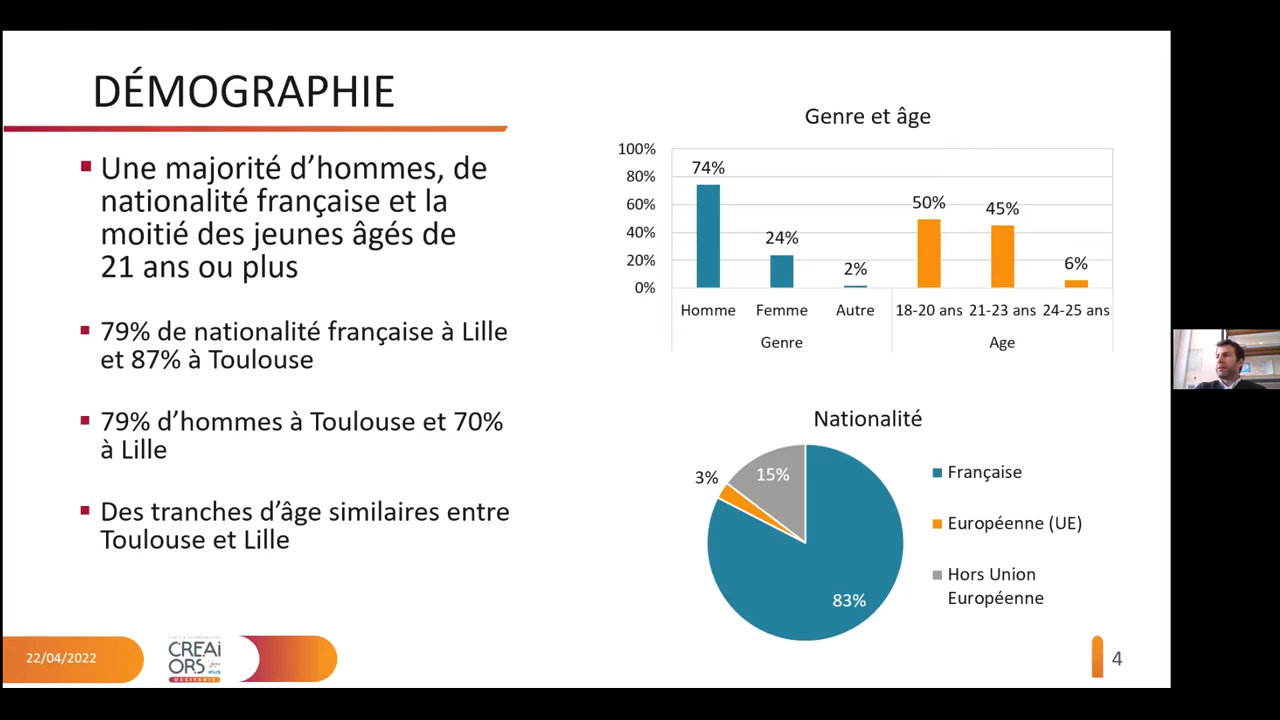 DÉMOGRAPHIE
Une majorité d’hommes, de
nationalité française et la
moitié des jeunes âgés de
21 ans ou plus
79% de nationalité française à Lille
et 87% à Toulouse
79% d’hommes à Toulouse et 70%
à Lille
Des tranches d’âge similaires entre
Toulouse et Lille
Genre et âge
100%
80%
60%
40%
20%
0%
74%
24%
2%
50%
45%
6%
Homme Femme Autre 18-20 ans 21-23 ans 24-25 ans
Genre Age
Nationalité
3%
15%
83%
Française
Européenne (UE)
Hors Union
Européenne
22/04/2022
CREAI
ORS
OCCITANIE
4